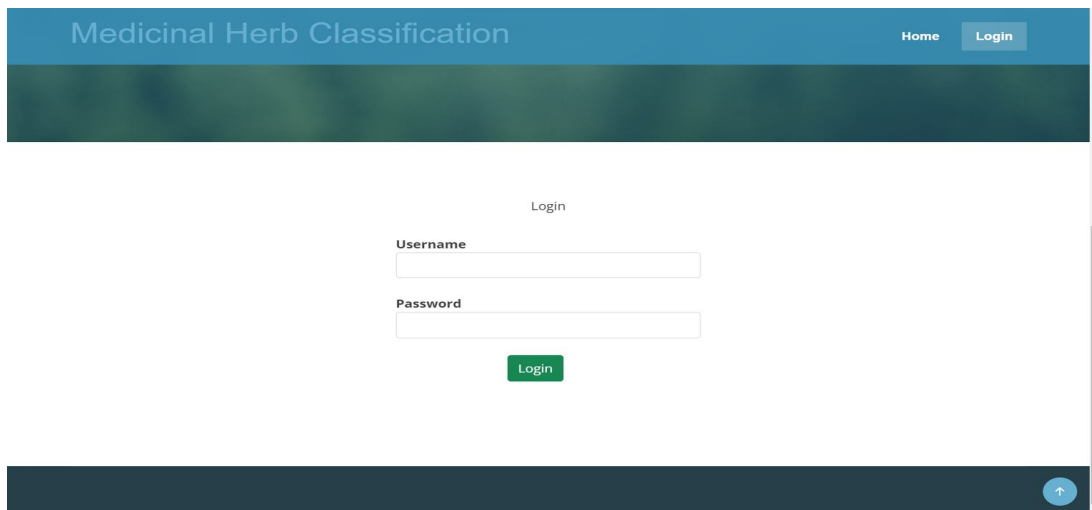 Medicinal Herb Classification
Home Login
Login
Username
Password
Login